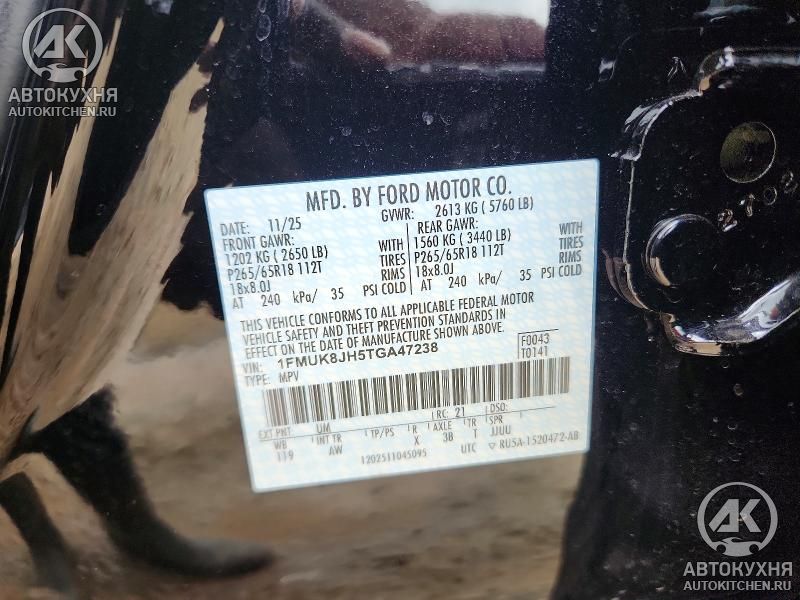 AK
АВТОКУХНЯ
AUTOKITCHEN.RU
MFD. BY FORD MOTOR CO.
DATE: 11/25 GVWR: 2613 KG ( 5760 LB)
FRONT GAWR: REAR GAWR:
1202 KG ( 2650 LB) WITH 1560 KG ( 3440 LB) WITH
P265/65R18 112T TIRES P265/65R18 112T TIRES
18x8.0J RIMS 18x8.0J RIMS
AT 240 kPa/ 35 PSI COLD AT 240 kPa/ 35 PSI COLD
THIS VEHICLE CONFORMS TO ALL APPLICABLE FEDERAL MOTOR
VEHICLE SAFETY AND THEFT PREVENTION STANDARDS IN
EFFECT ON THE DATE OF MANUFACTURE SHOWN ABOVE.
VIN: 1FMUK8JH5TGA47238 F0043
TYPE: MPV T0141
EXT PNT UM RC: 21 DSO:
WB INT TR TP/PS R AXLE TR SPR
119 AW X 3B T JJUU
1202511045095 UTC RU5A-1520472-AB
AK
АВТОКУХНЯ
AUTOKITCHEN.RU